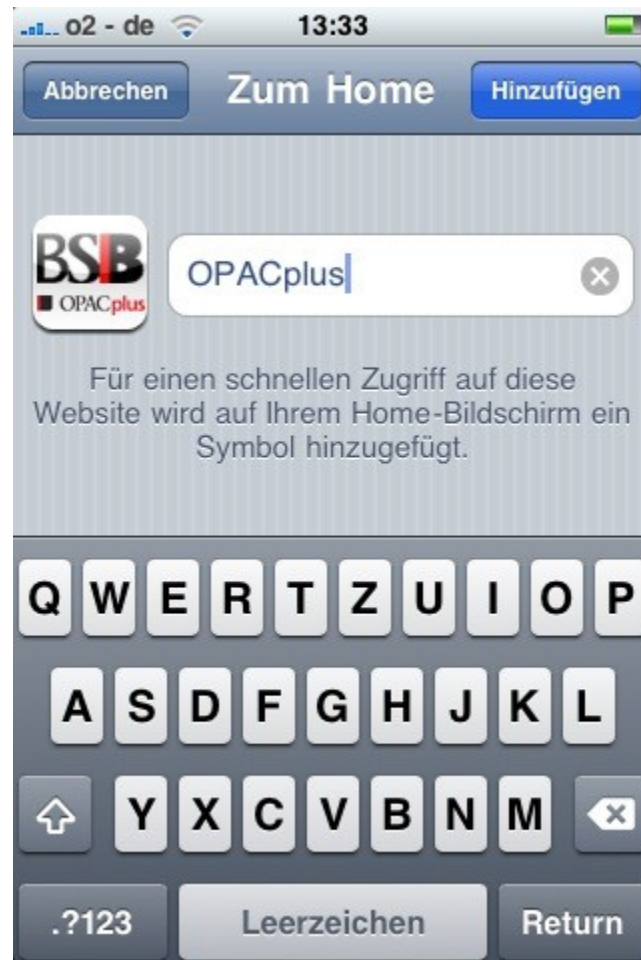 o2 - de 13:33
Abbrechen Zum Home Hinzufügen
BSB
OPACplus
OPACplus
Für einen schnellen Zugriff auf diese
Website wird auf Ihrem Home-Bildschirm ein
Symbol hinzugefügt.
Q W E R T Z U I O P
A S D F G H J K L
Y X C V B N M
.?123 Leerzeichen Return